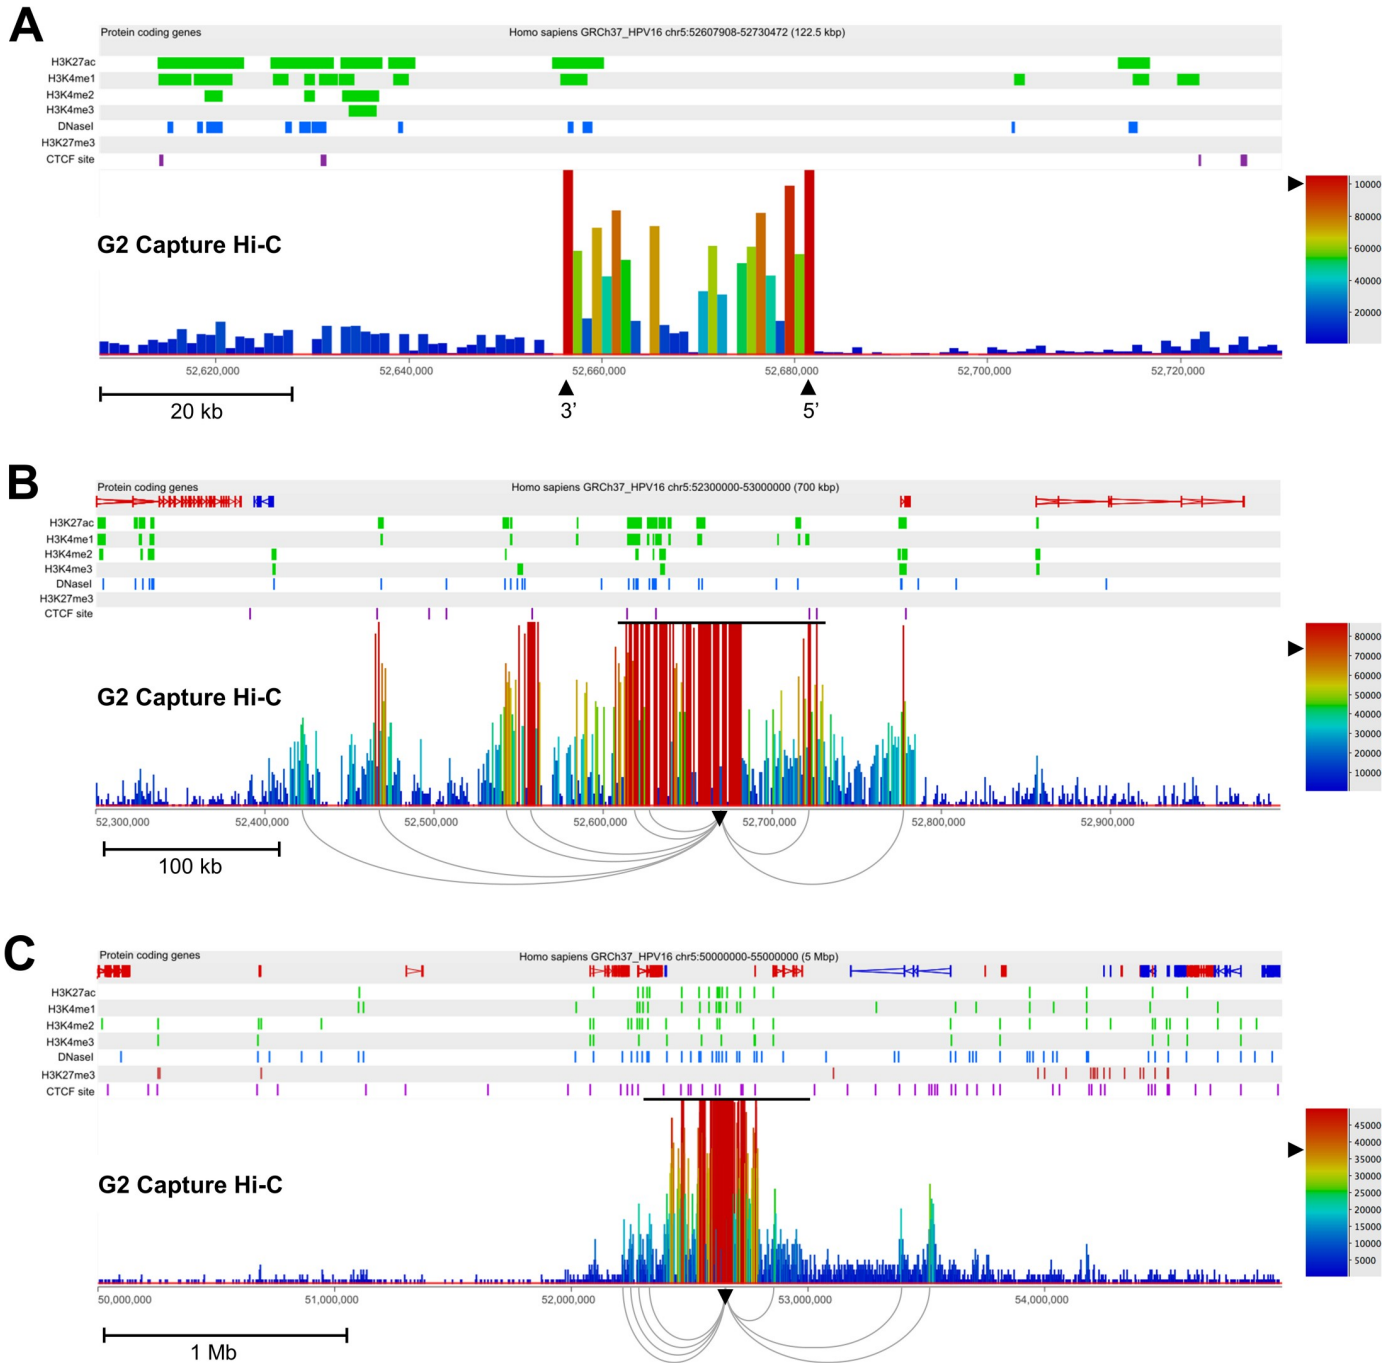 A
Protein coding genes
Homo sapiens GRCh37_HPV16 chr5:52607908-52730472 (122.5 kbp)
H3K27ac
H3K4me1
H3K4me2
H3K4me3
DNaseI
H3K27me3
CTCF site
G2 Capture Hi-C
10000
80000
60000
40000
20000
52,620,000
52,640,000
52,660,000
52,680,000
52,700,000
52,720,000
20 kb
3’
5’
B
Protein coding genes
Homo sapiens GRCh37_HPV16 chr5:52300000-53000000 (700 kbp)
H3K27ac
H3K4me1
H3K4me2
H3K4me3
DNaseI
H3K27me3
CTCF site
G2 Capture Hi-C
80000
70000
60000
50000
40000
30000
20000
10000
52,300,000
52,400,000
52,500,000
52,600,000
52,700,000
52,800,000
52,900,000
100 kb
C
Protein coding genes
Homo sapiens GRCh37_HPV16 chr5:50000000-55000000 (5 Mbp)
H3K27ac
H3K4me1
H3K4me2
H3K4me3
DNaseI
H3K27me3
CTCF site
G2 Capture Hi-C
45000
40000
35000
30000
25000
20000
15000
10000
5000
50,000,000
51,000,000
52,000,000
53,000,000
54,000,000
1 Mb